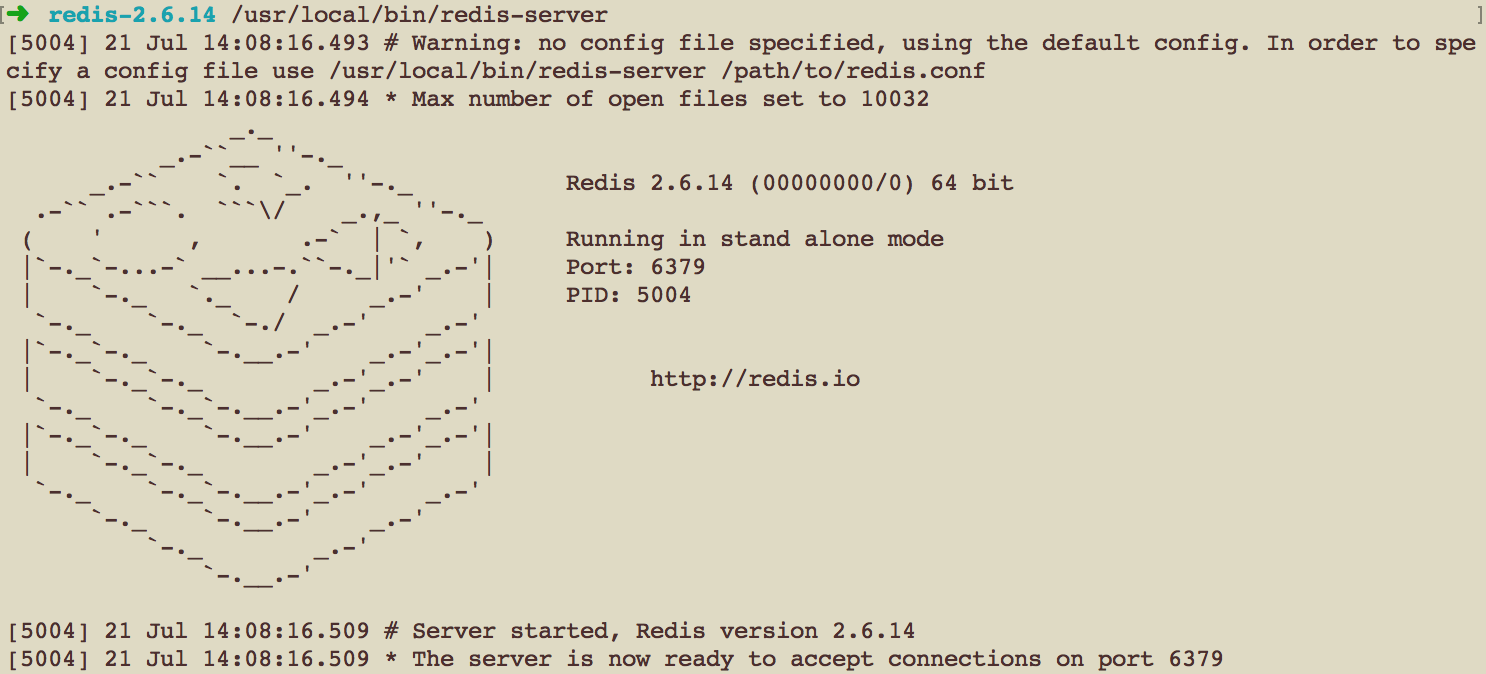 ➜ redis-2.6.14 /usr/local/bin/redis-server
[5004] 21 Jul 14:08:16.493 # Warning: no config file specified, using the default config. In order to spe
cify a config file use /usr/local/bin/redis-server /path/to/redis.conf
[5004] 21 Jul 14:08:16.494 * Max number of open files set to 10032
Redis 2.6.14 (00000000/0) 64 bit
Running in stand alone mode
Port: 6379
PID: 5004
http://redis.io
[5004] 21 Jul 14:08:16.509 # Server started, Redis version 2.6.14
[5004] 21 Jul 14:08:16.509 * The server is now ready to accept connections on port 6379